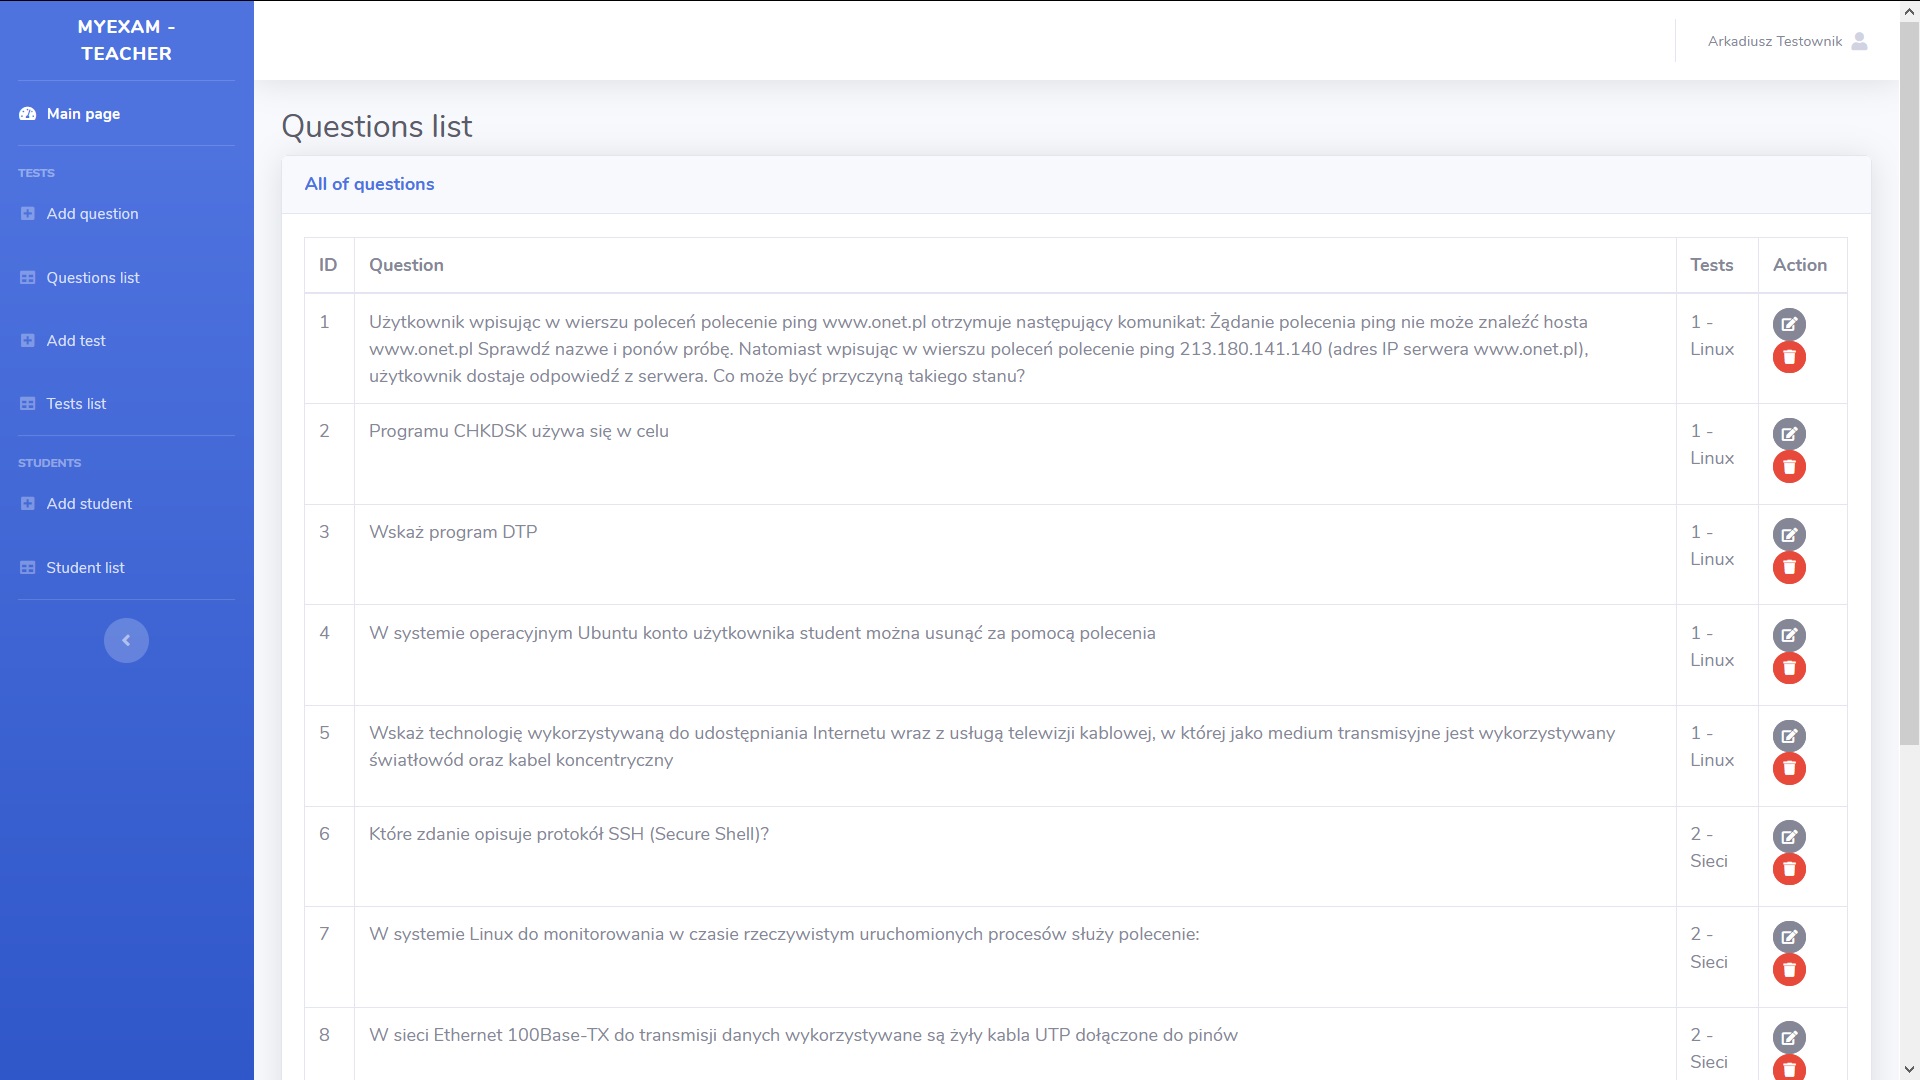 MYEXAM -
TEACHER
Arkadiusz Testownik
Main page
TESTS
Add question
Questions list
Add test
Tests list
STUDENTS
Add student
Student list
Questions list
All of questions
ID Question Tests Action
1 Użytkownik wpisując w wierszu poleceń polecenie ping www.onet.pl otrzymuje następujący komunikat: Żądanie polecenia ping nie może znaleźć hosta 1 -
www.onet.pl Sprawdź nazwe i ponów próbę. Natomiast wpisując w wierszu poleceń polecenie ping 213.180.141.140 (adres IP serwera www.onet.pl), Linux
użytkownik dostaje odpowiedź z serwera. Co może być przyczyną takiego stanu?
2 Programu CHKDSK używa się w celu 1 -
Linux
3 Wskaż program DTP 1 -
Linux
4 W systemie operacyjnym Ubuntu konto użytkownika student można usunąć za pomocą polecenia 1 -
Linux
5 Wskaż technologię wykorzystywaną do udostępniania Internetu wraz z usługą telewizji kablowej, w której jako medium transmisyjne jest wykorzystywany 1 -
światłowód oraz kabel koncentryczny Linux
6 Które zdanie opisuje protokół SSH (Secure Shell)? 2 -
Sieci
7 W systemie Linux do monitorowania w czasie rzeczywistym uruchomionych procesów służy polecenie: 2 -
Sieci
8 W sieci Ethernet 100Base-TX do transmisji danych wykorzystywane są żyły kabla UTP dołączone do pinów 2 -
Sieci